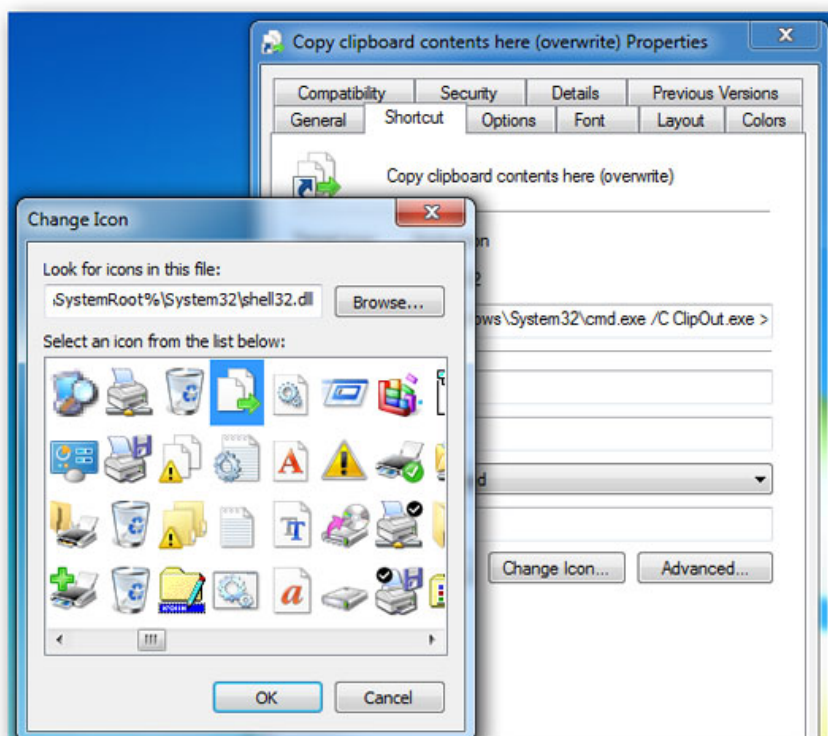 Copy clipboard contents here (overwrite) Properties
Compatibility Security Details Previous Versions
General Shortcut Options Font Layout Colors
Copy clipboard contents here (overwrite)
ows\System32\cmd.exe /C ClipOut.exe >
Change Icon... Advanced...
Change Icon
Look for icons in this file:
SystemRoot%\System32\shell32.dll
Browse...
Select an icon from the list below:
OK Cancel